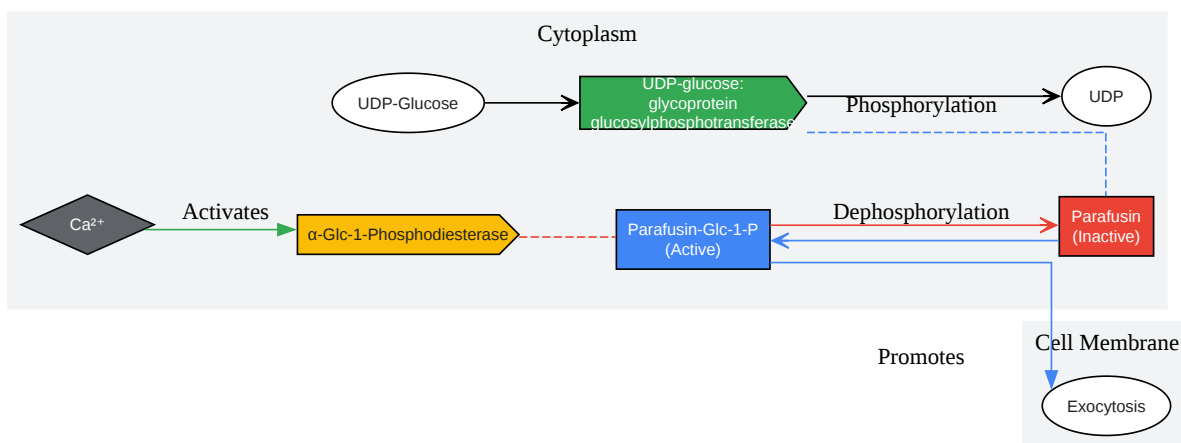 Cytoplasm
UDP-glucose:
glycoprotein
glucosylphosphotransferase
UDP-Glucose
Phosphorylation
UDP
Ca²⁺
Activates
α-Glc-1-Phosphodiesterase
Parafusin-Glc-1-P
(Active)
Dephosphorylation
Parafusin
(Inactive)
Promotes
Cell Membrane
Exocytosis